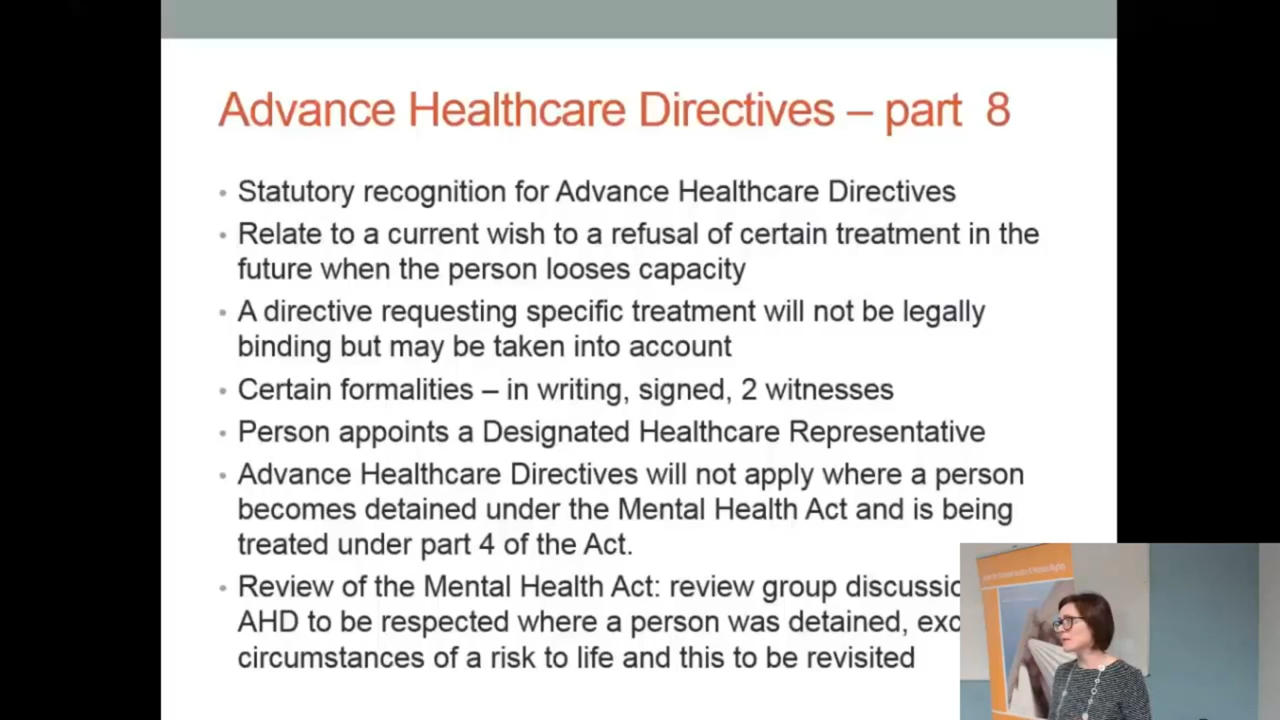 Advance Healthcare Directives – part 8
• Statutory recognition for Advance Healthcare Directives
• Relate to a current wish to a refusal of certain treatment in the
future when the person looses capacity
• A directive requesting specific treatment will not be legally
binding but may be taken into account
• Certain formalities – in writing, signed, 2 witnesses
• Person appoints a Designated Healthcare Representative
• Advance Healthcare Directives will not apply where a person
becomes detained under the Mental Health Act and is being
treated under part 4 of the Act.
• Review of the Mental Health Act: review group discussio
AHD to be respected where a person was detained, exc
circumstances of a risk to life and this to be revisited